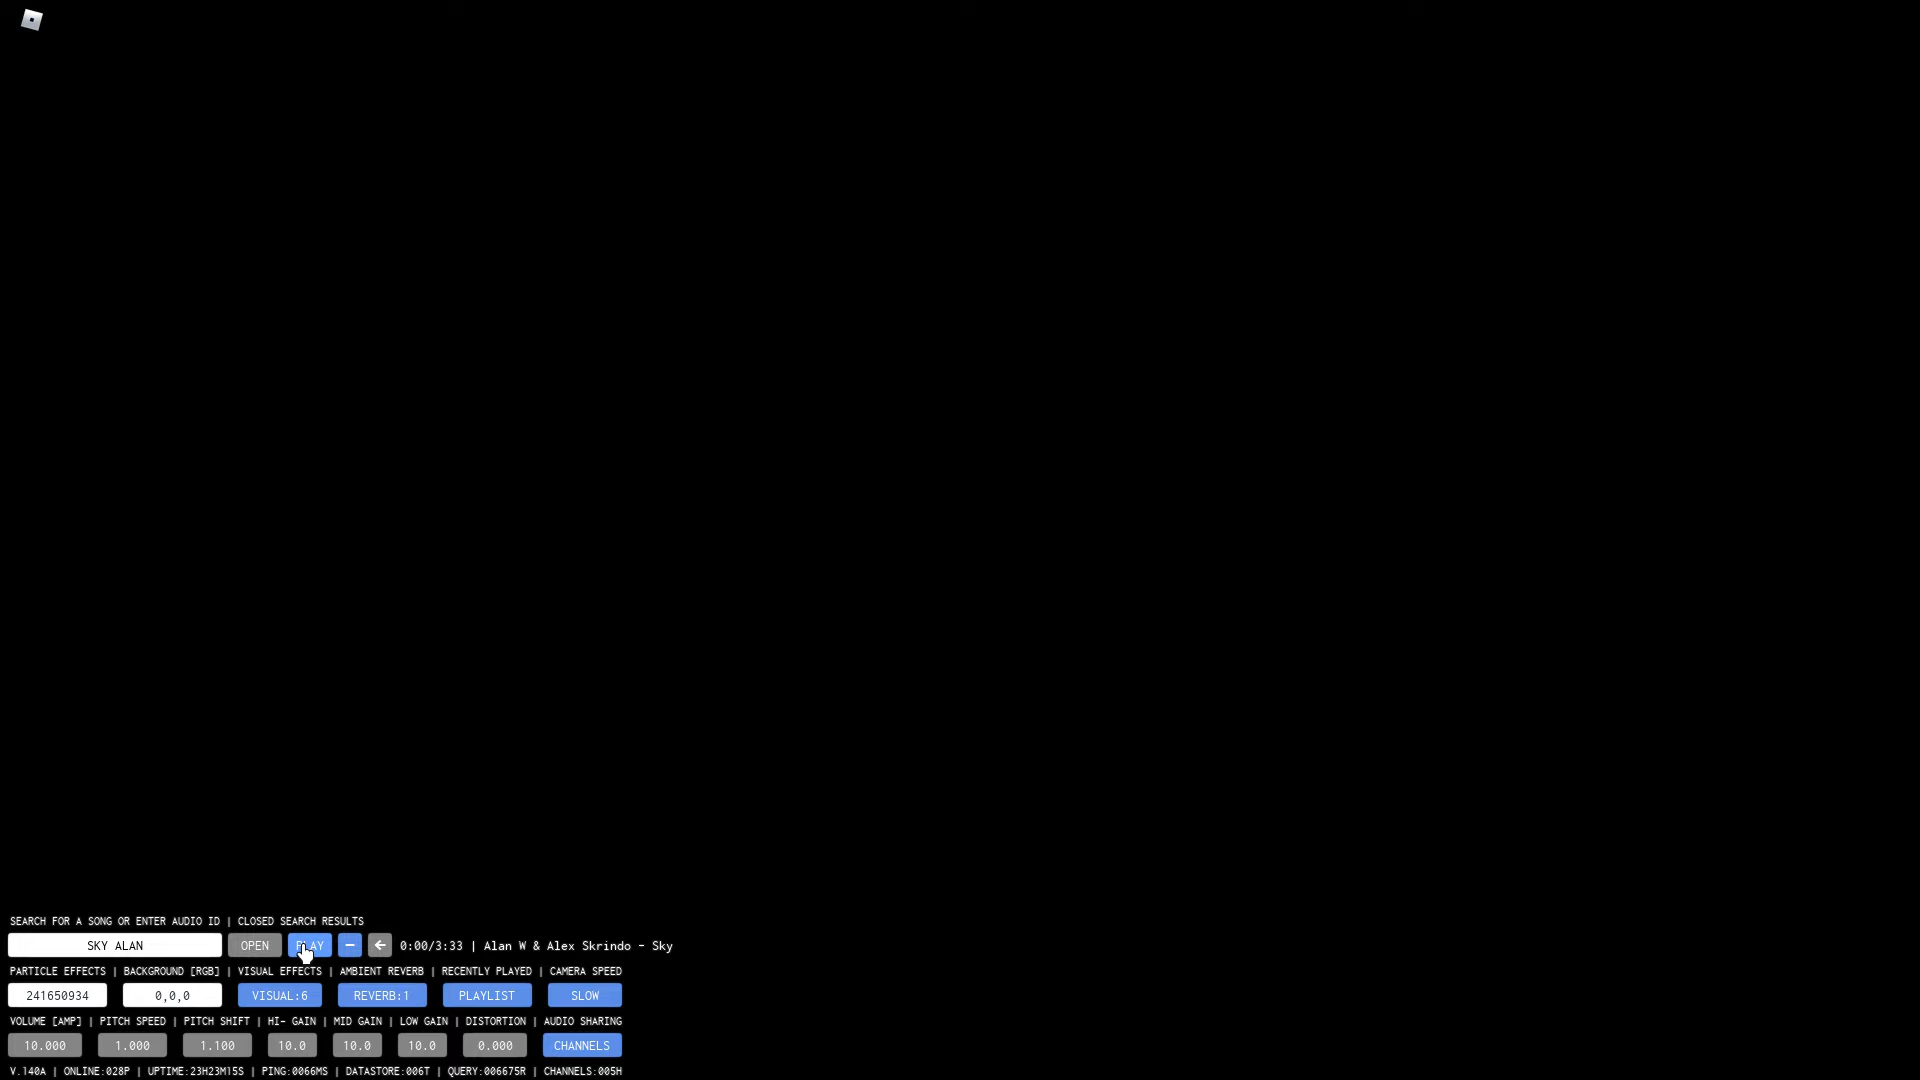 SEARCH FOR A SONG OR ENTER AUDIO ID | CLOSED SEARCH RESULTS
SKY ALAN OPEN PLAY − ← 0:00/3:33 | Alan W & Alex Skrindo - Sky
PARTICLE EFFECTS | BACKGROUND [RGB] | VISUAL EFFECTS | AMBIENT REVERB | RECENTLY PLAYED | CAMERA SPEED
241650934 0,0,0 VISUAL:6 REVERB:1 PLAYLIST SLOW
VOLUME [AMP] | PITCH SPEED | PITCH SHIFT | HI- GAIN | MID GAIN | LOW GAIN | DISTORTION | AUDIO SHARING
10.000 1.000 1.100 10.0 10.0 10.0 0.000 CHANNELS
V.140A | ONLINE:028P | UPTIME:23H23M15S | PING:0066MS | DATASTORE:006T | QUERY:006675R | CHANNELS:005H